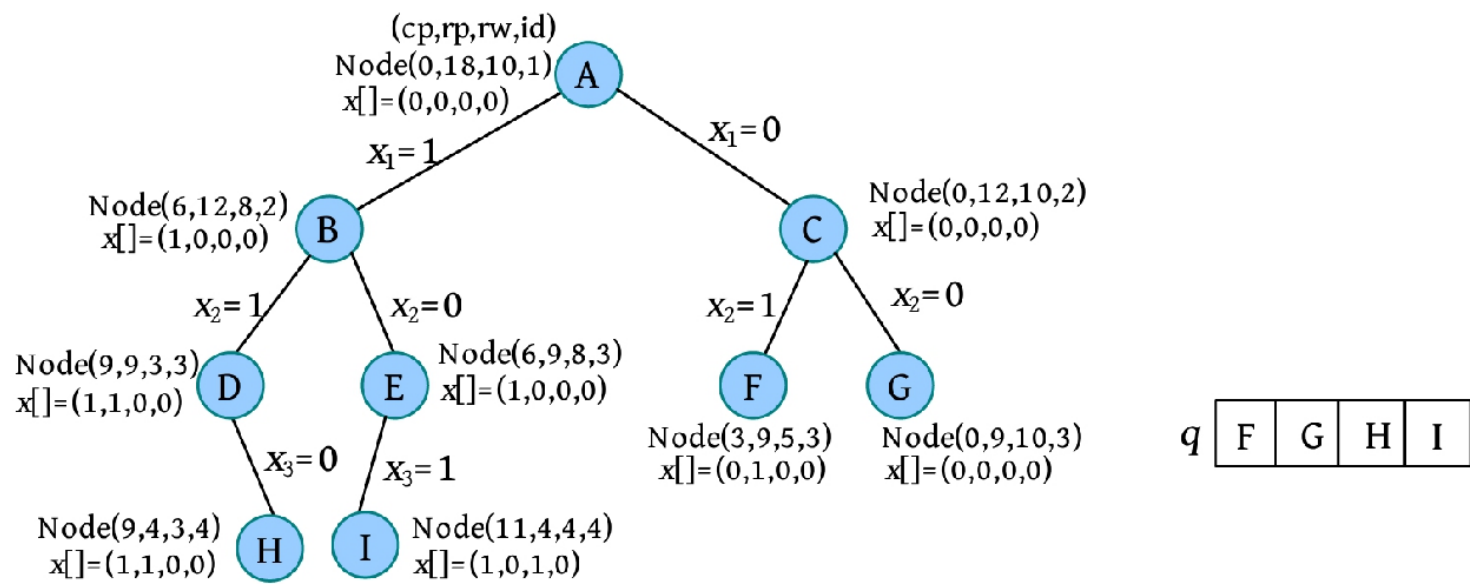 (cp,rp,rw,id)
Node(0,18,10,1)
x[]=(0,0,0,0)
A
x₁=1
x₁=0
Node(6,12,8,2)
x[]=(1,0,0,0)
B
C
Node(0,12,10,2)
x[]=(0,0,0,0)
x₂=1
x₂=0
x₂=1
x₂=0
Node(9,9,3,3)
x[]=(1,1,0,0)
D
E
Node(6,9,8,3)
x[]=(1,0,0,0)
F
G
Node(3,9,5,3)
x[]=(0,1,0,0)
Node(0,9,10,3)
x[]=(0,0,0,0)
q F G H I
x₃=0
x₃=1
Node(9,4,3,4)
x[]=(1,1,0,0)
H
I
Node(11,4,4,4)
x[]=(1,0,1,0)